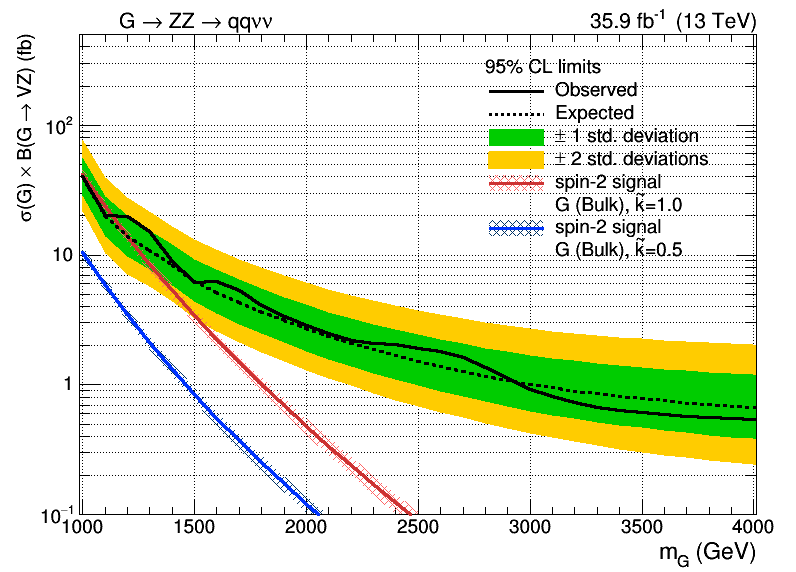 G → ZZ → qqνν
35.9 fb⁻¹ (13 TeV)
σ(G) × B(G → VZ) (fb)
95% CL limits
Observed
Expected
± 1 std. deviation
± 2 std. deviations
spin-2 signal
G (Bulk), k̃=1.0
spin-2 signal
G (Bulk), k̃=0.5
10²
10
1
10⁻¹
1000 1500 2000 2500 3000 3500 4000
m_G (GeV)